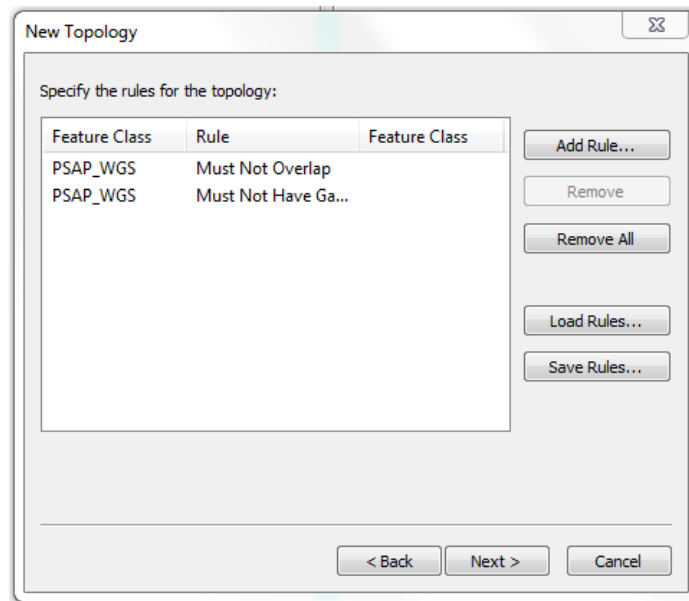 New Topology
Specify the rules for the topology:
Feature Class Rule Feature Class
PSAP_WGS Must Not Overlap
PSAP_WGS Must Not Have Ga...
Add Rule...
Remove
Remove All
Load Rules...
Save Rules...
< Back Next > Cancel